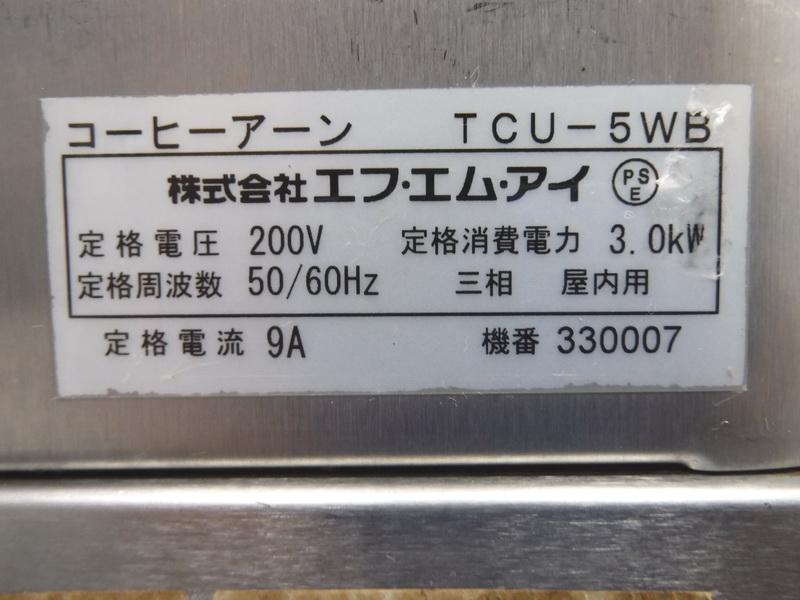 コーヒーアーン TCU-5WB
株式会社エフ・エム・アイ PSE
定格電圧 200V 定格消費電力 3.0kW
定格周波数 50/60Hz 三相 屋内用
定格電流 9A 機番 330007